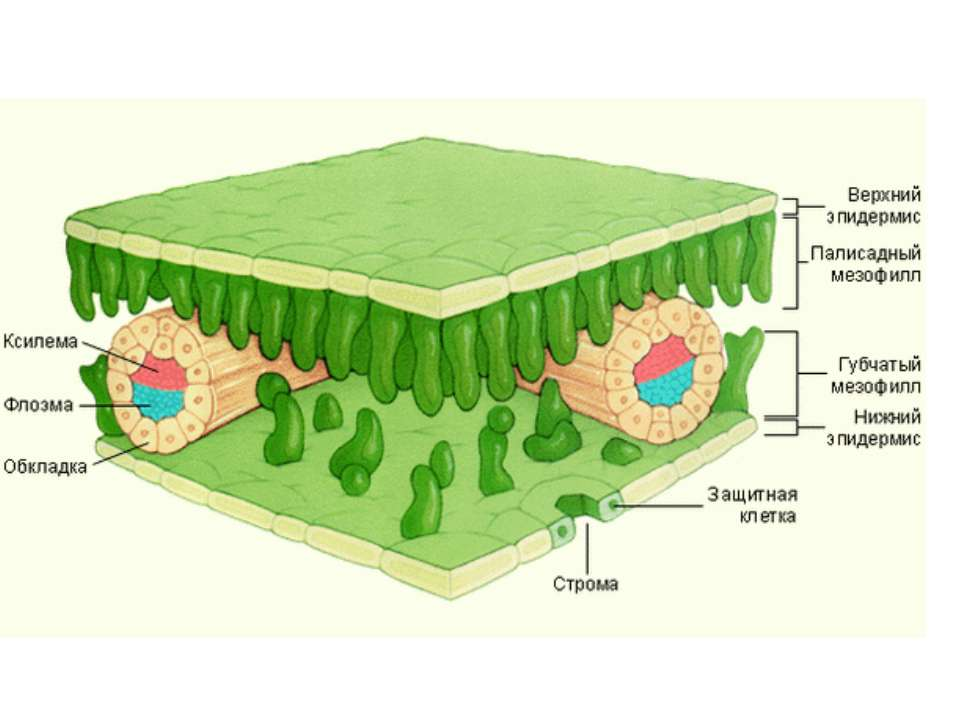 Верхний
эпидермис
Палисадный
мезофилл
Ксилема
Губчатый
мезофилл
Флозма
Нижний
эпидермис
Обкладка
Защитная
клетка
Строма